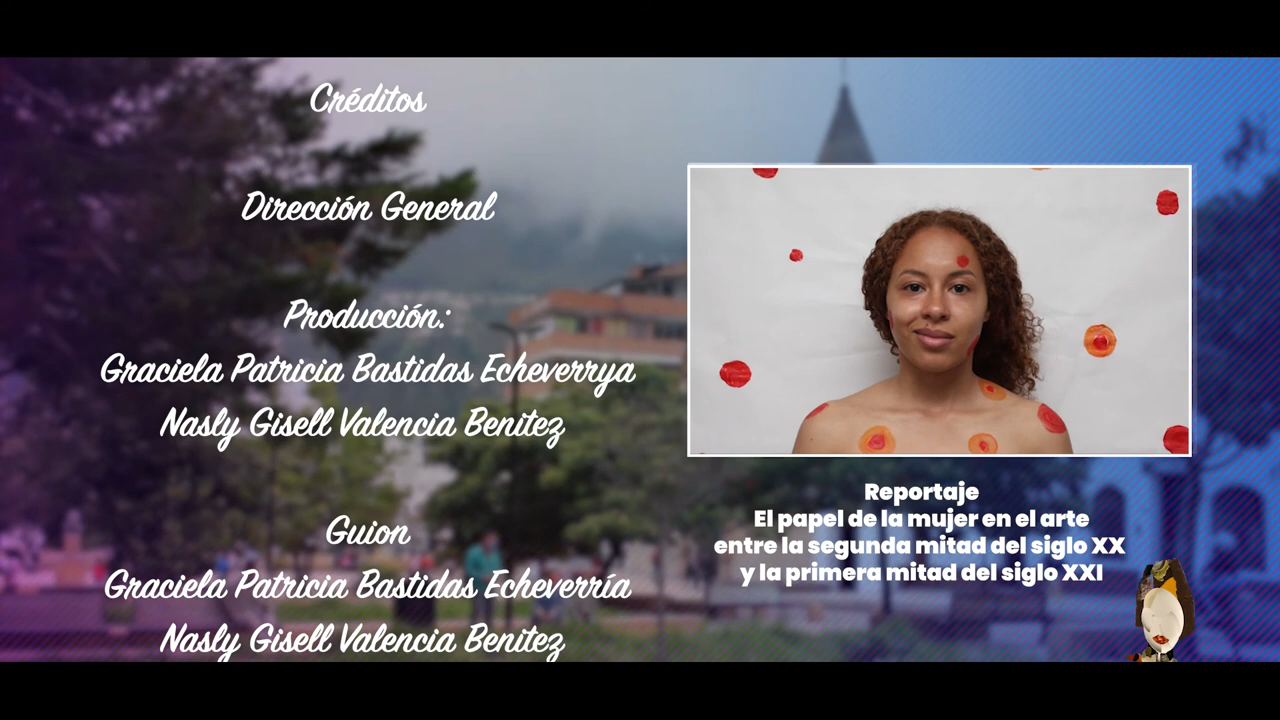 Créditos
Dirección General
Producción:
Graciela Patricia Bastidas Echeverrya
Nasly Gisell Valencia Benitez
Guion
Graciela Patricia Bastidas Echeverría
Nasly Gisell Valencia Benitez
Reportaje
El papel de la mujer en el arte
entre la segunda mitad del siglo XX
y la primera mitad del siglo XXI